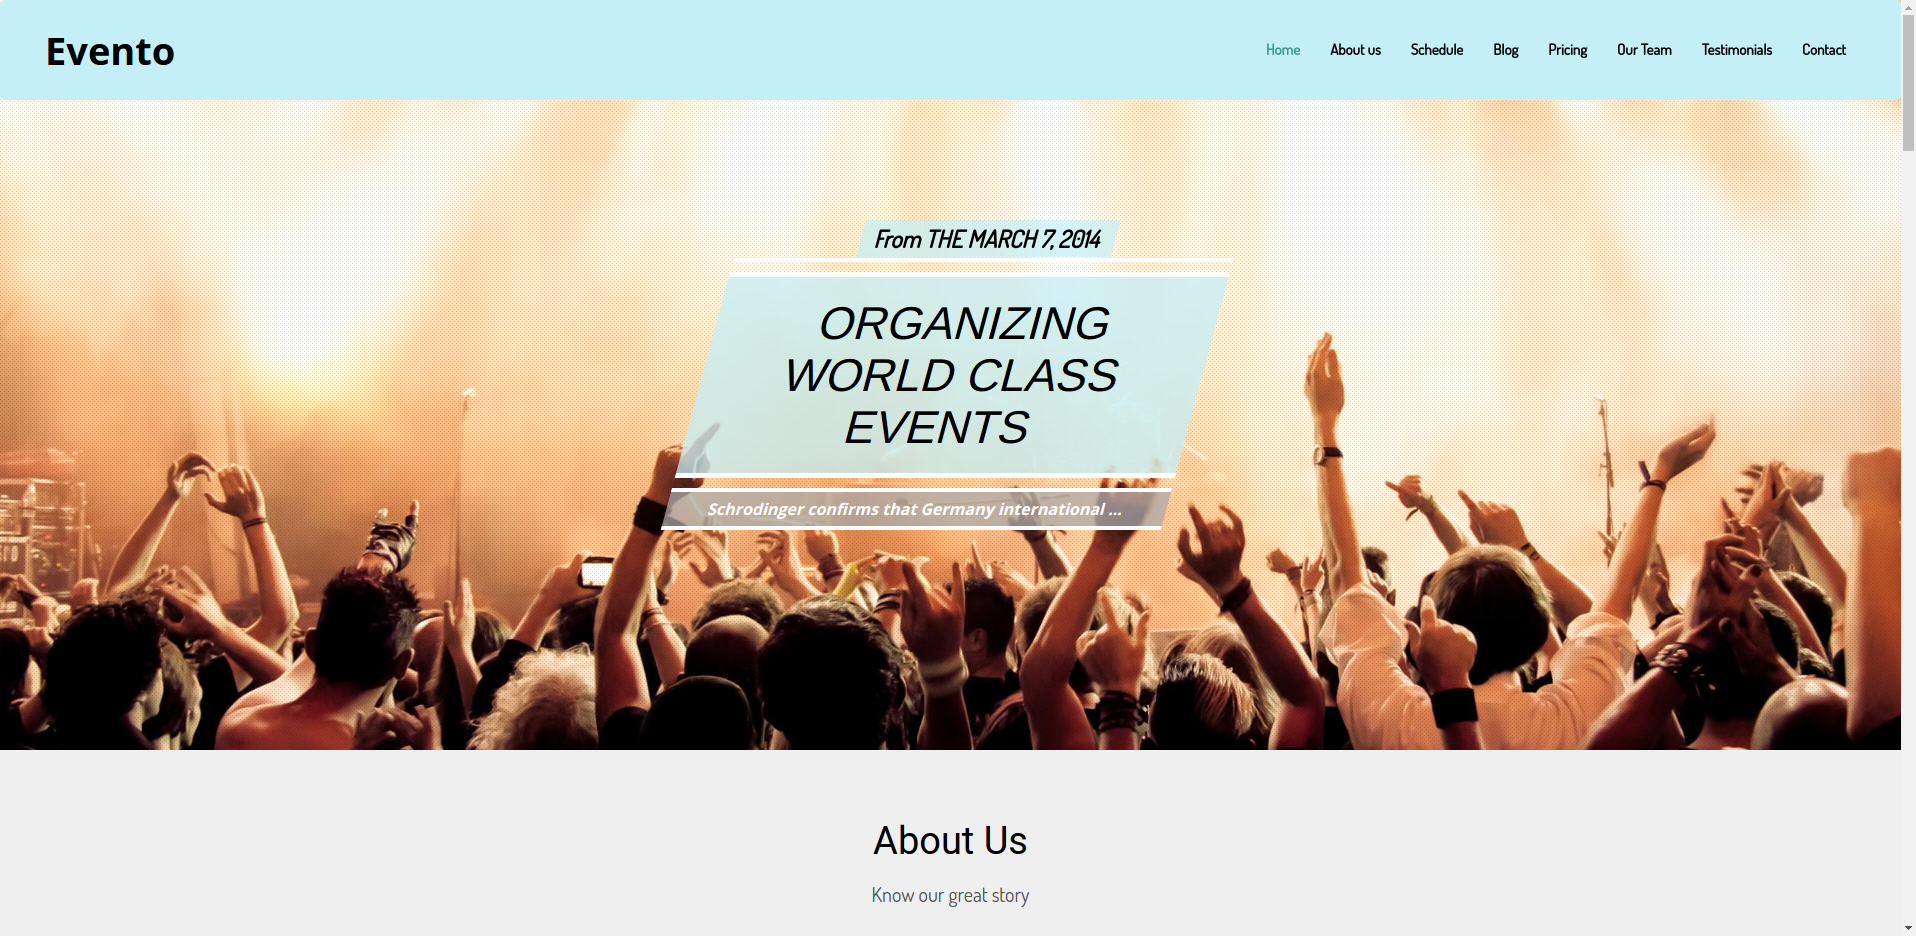 Evento
Home About us Schedule Blog Pricing Our Team Testimonials Contact
From THE MARCH 7, 2014
ORGANIZING
WORLD CLASS
EVENTS
Schrodinger confirms that Germany international ...
About Us
Know our great story